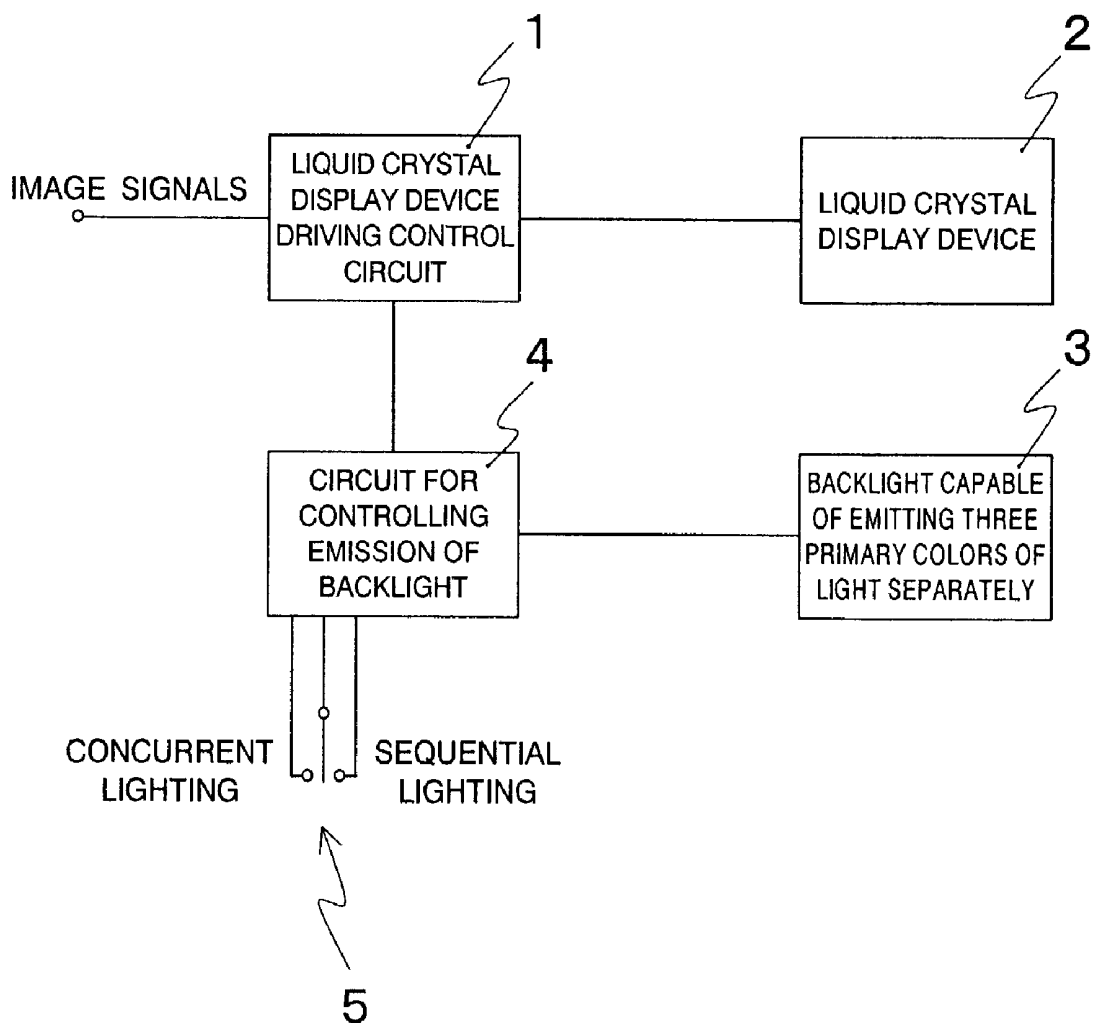 1
2
IMAGE SIGNALS
LIQUID CRYSTAL
DISPLAY DEVICE
DRIVING CONTROL
CIRCUIT
LIQUID CRYSTAL
DISPLAY DEVICE
4
3
CIRCUIT FOR
CONTROLLING
EMISSION OF
BACKLIGHT
BACKLIGHT CAPABLE
OF EMITTING THREE
PRIMARY COLORS OF
LIGHT SEPARATELY
CONCURRENT
LIGHTING
SEQUENTIAL
LIGHTING
5